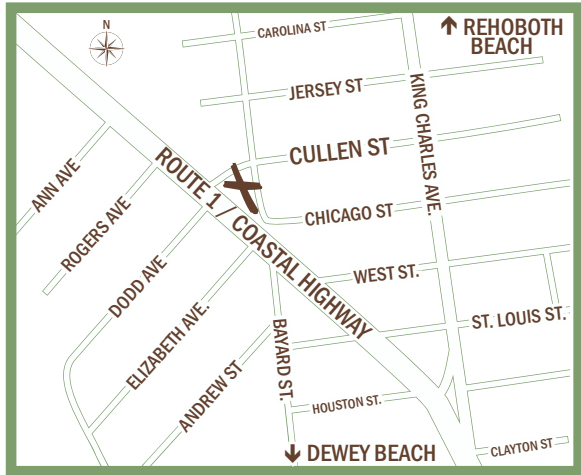 N
CAROLINA ST
REHOBOTH
BEACH
JERSEY ST
KING CHARLES AVE.
CULLEN ST
ANN AVE
ROUTE 1 / COASTAL HIGHWAY
ROGERS AVE
CHICAGO ST
DODD AVE
WEST ST.
ELIZABETH AVE.
ST. LOUIS ST.
BAYARD ST.
ANDREW ST
HOUSTON ST.
CLAYTON ST
DEWEY BEACH